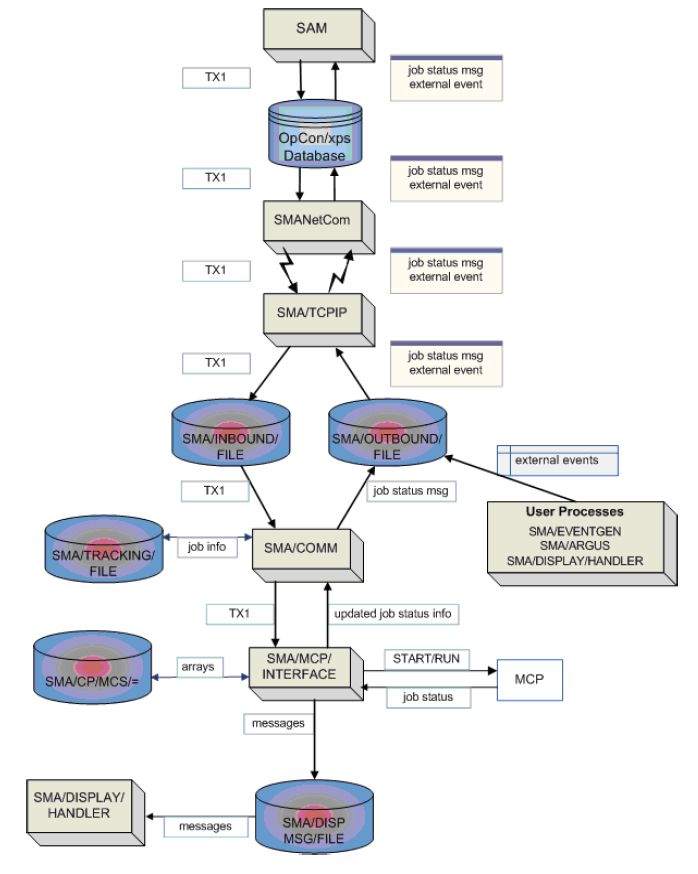 SAM
TX1
job status msg
external event
OpCon/xps
Database
TX1
job status msg
external event
SMANetCom
TX1
job status msg
external event
SMA/TCPIP
TX1
job status msg
external event
SMA/INBOUND/
FILE
SMA/OUTBOUND/
FILE
external events
TX1
job status msg
User Processes
SMA/EVENTGEN
SMA/ARGUS
SMA/DISPLAY/HANDLER
SMA/TRACKING/
FILE
job info
SMA/COMM
TX1
updated job status info
SMA/CP/MCS/=
arrays
SMA/MCP/
INTERFACE
START/RUN
job status
MCP
messages
SMA/DISPLAY/
HANDLER
messages
SMA/DISP
MSG/FILE